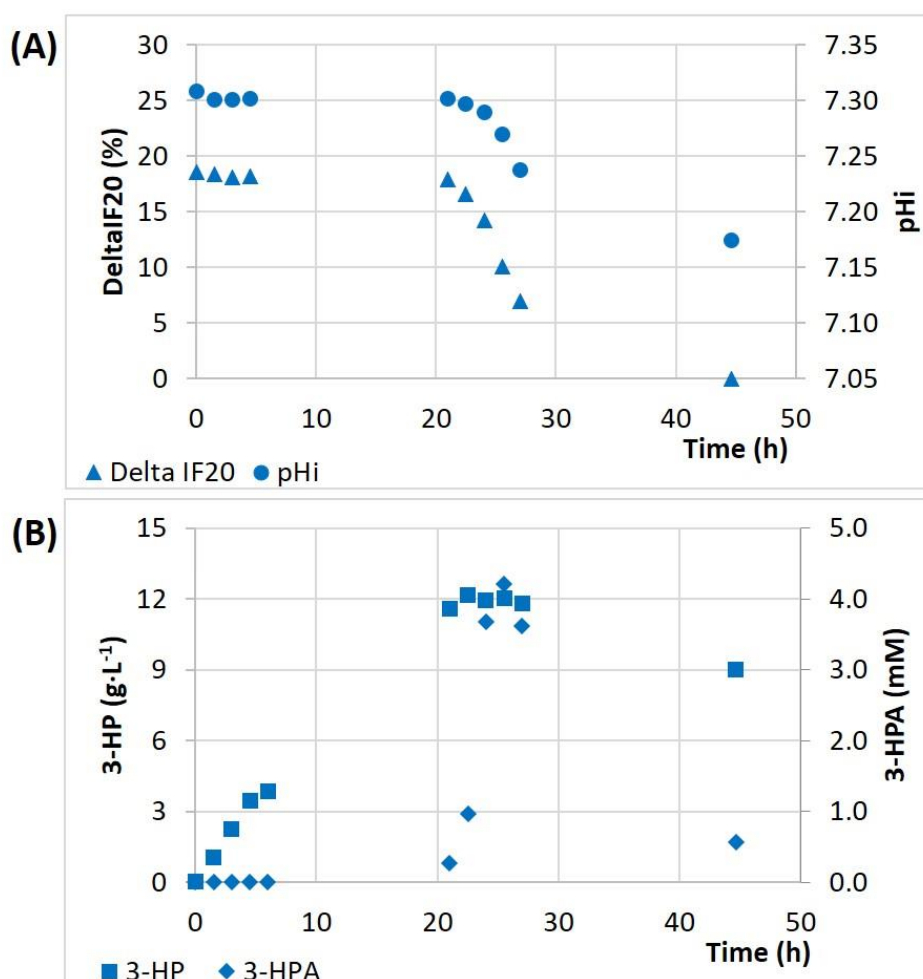 (A)
30 7.35
25 7.30
20 7.25
15 7.20
10 7.15
5 7.10
0 7.05
DeltaIF20 (%)
pHi
0 10 20 30 40 50
Time (h)
Delta IF20 pHi
(B)
15 5.0
12 4.0
9 3.0
6 2.0
3 1.0
0 0.0
3-HP (g·L⁻¹)
3-HPA (mM)
0 10 20 30 40 50
Time (h)
3-HP 3-HPA